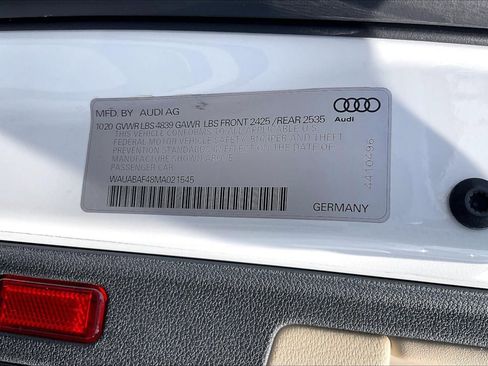 MFD. BY AUDI AG
1020 GVWR LBS 4839 GAWR LBS FRONT 2425 /REAR 2535
THIS VEHICLE CONFORMS TO ALL APPLICABLE U.S.
FEDERAL MOTOR VEHICLE SAFETY, BUMPER AND THEFT
PREVENTION STANDARDS IN EFFECT ON THE DATE OF
MANUFACTURE SHOWN ABOVE.
PASSENGER CAR
WAUABAF48MA021545
GERMANY
Audi
4410496